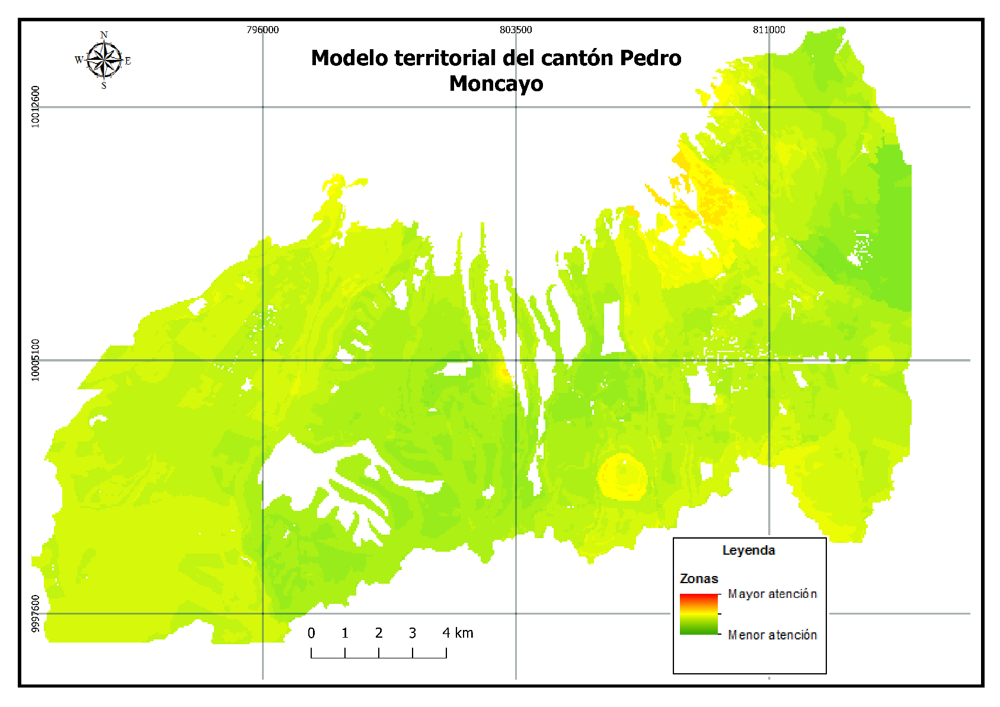 796000
803500
811000
N
W
E
S
Modelo territorial del cantón Pedro
Moncayo
10012600
1005100
9997600
Leyenda
Zonas
Mayor atención
Menor atención
0 1 2 3 4 km